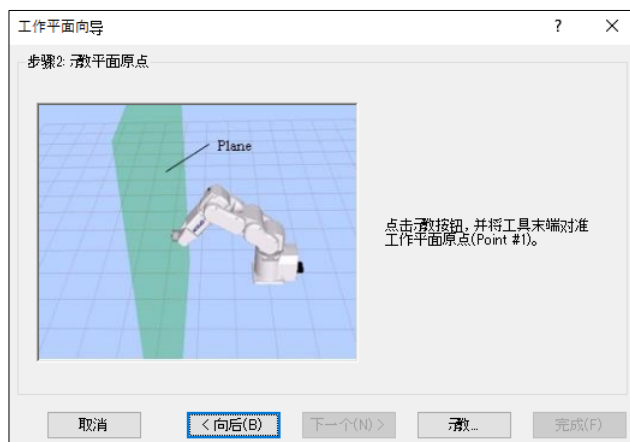 工作平面向导
?
步骤2: 示教平面原点
Plane
点击示教按钮, 并将工具末端对准
工作平面原点(Point #1)。
取消
< 向后(B)
下一个(N) >
示教...
完成(F)